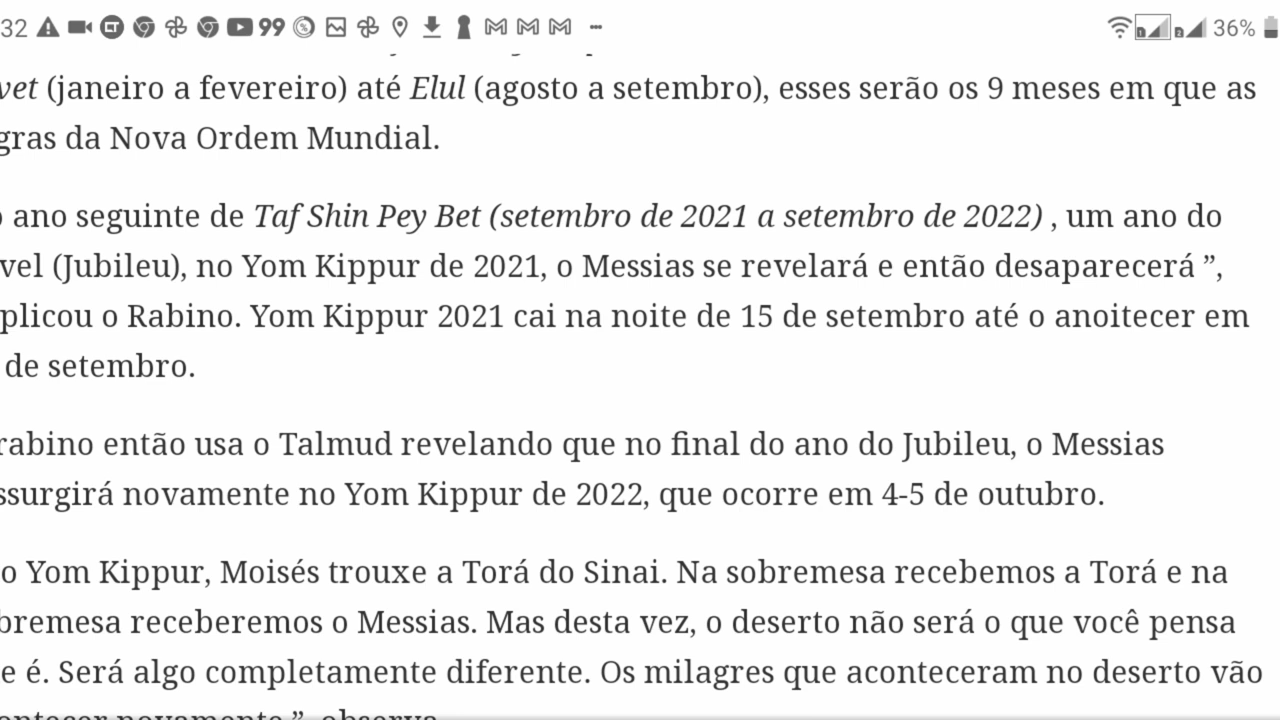 32 99 36%
vet (janeiro a fevereiro) até Elul (agosto a setembro), esses serão os 9 meses em que as
gras da Nova Ordem Mundial.
o ano seguinte de Taf Shin Pey Bet (setembro de 2021 a setembro de 2022) , um ano do
vel (Jubileu), no Yom Kippur de 2021, o Messias se revelará e então desaparecerá ”,
plicou o Rabino. Yom Kippur 2021 cai na noite de 15 de setembro até o anoitecer em
de setembro.
rabino então usa o Talmud revelando que no final do ano do Jubileu, o Messias
ssurgirá novamente no Yom Kippur de 2022, que ocorre em 4-5 de outubro.
o Yom Kippur, Moisés trouxe a Torá do Sinai. Na sobremesa recebemos a Torá e na
bremesa receberemos o Messias. Mas desta vez, o deserto não será o que você pensa
e é. Será algo completamente diferente. Os milagres que aconteceram no deserto vão
ontecer novamente ”, observa